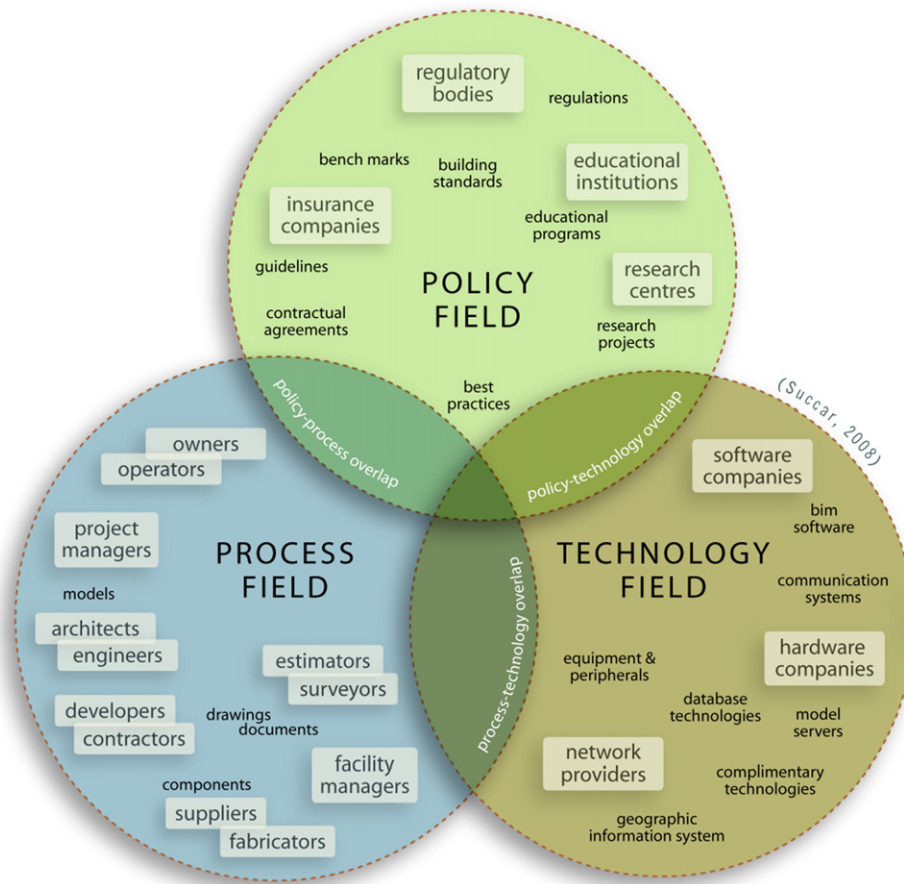 regulatory
bodies
regulations
bench marks
building
standards
educational
institutions
insurance
companies
educational
programs
guidelines
POLICY
FIELD
research
centres
contractual
agreements
research
projects
best
practices
policy-process overlap
policy-technology overlap
(Succar, 2008)
owners
operators
project
managers
PROCESS
FIELD
models
architects
engineers
estimators
surveyors
developers
contractors
drawings
documents
facility
managers
components
suppliers
fabricators
process-technology overlap
software
companies
bim
software
TECHNOLOGY
FIELD
communication
systems
equipment &
peripherals
hardware
companies
database
technologies
model
servers
network
providers
complimentary
technologies
geographic
information system